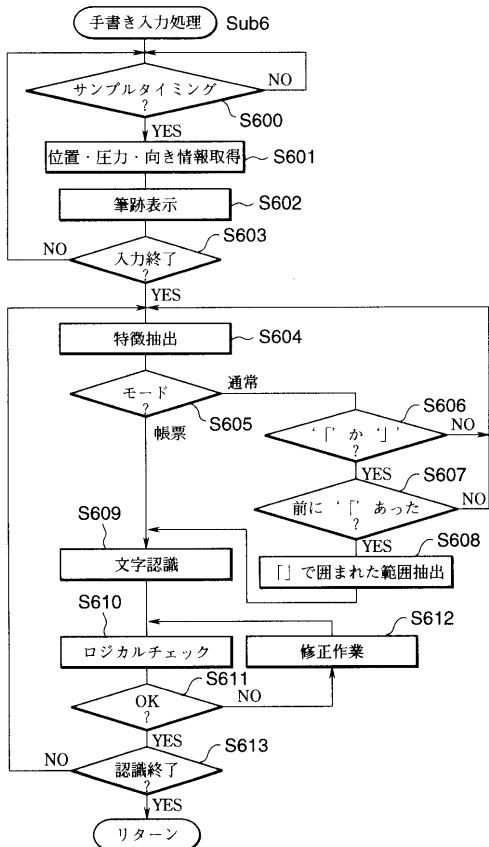 手書き入力処理 Sub6
NO
サンプルタイミング
?
S600
YES
位置・圧力・向き情報取得 S601
筆跡表示 S602
S603
NO
入力終了
?
YES
特徴抽出 S604
通常
モード
?
S605
帳票
S606
'「' か '」'
?
NO
YES
S607
前に '「' あった
?
NO
YES
S608
「」で囲まれた範囲抽出
S609
文字認識
S610
ロジカルチェック
S612
修正作業
S611
OK
?
NO
YES
S613
NO
認識終了
?
YES
リターン